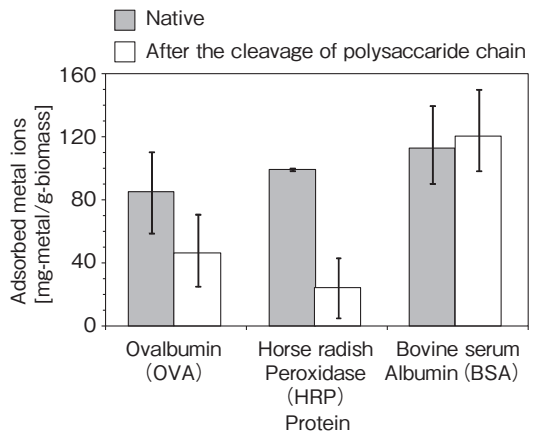 Native
After the cleavage of polysaccaride chain
Adsorbed metal ions
[mg-metal/g-biomass]
160
120
80
40
0
Ovalbumin
(OVA)
Horse radish
Peroxidase
(HRP)
Bovine serum
Albumin (BSA)
Protein